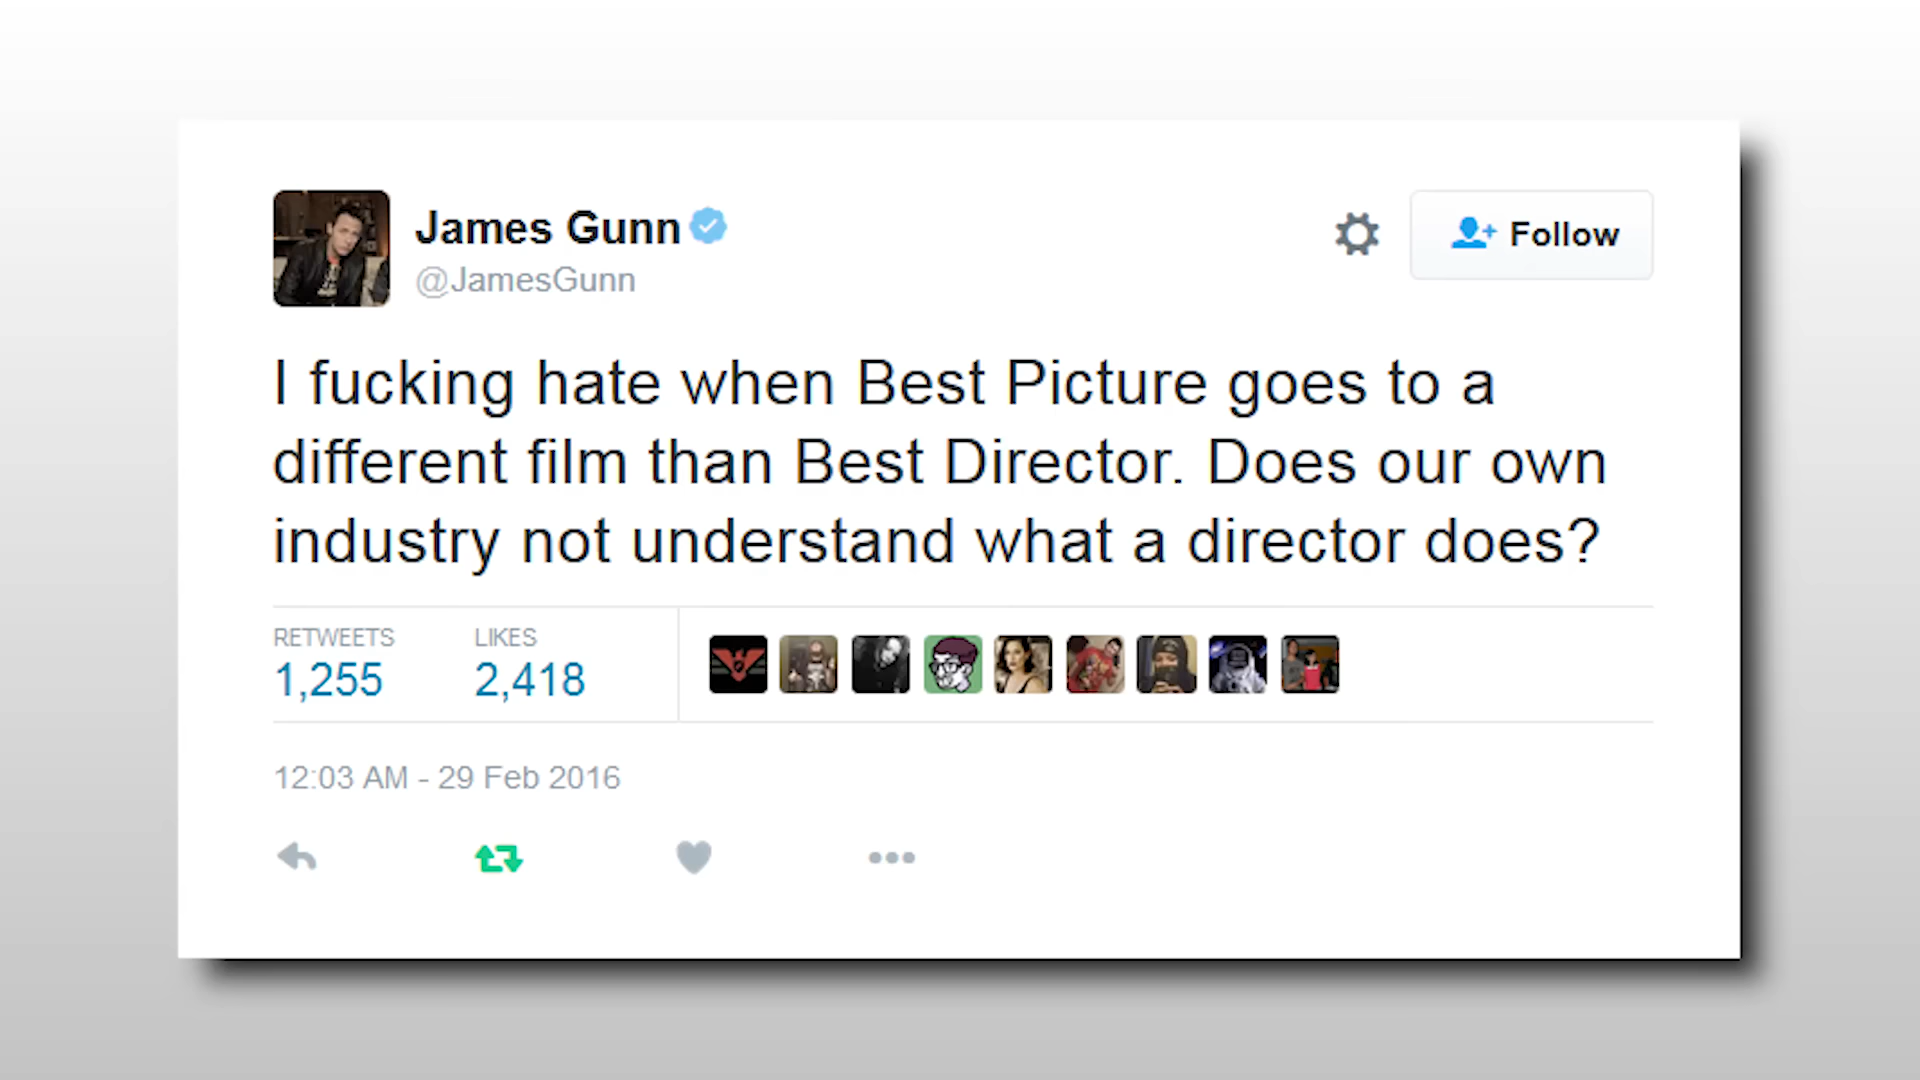 James Gunn
@JamesGunn
Follow
I fucking hate when Best Picture goes to a
different film than Best Director. Does our own
industry not understand what a director does?
RETWEETS LIKES
1,255 2,418
12:03 AM - 29 Feb 2016